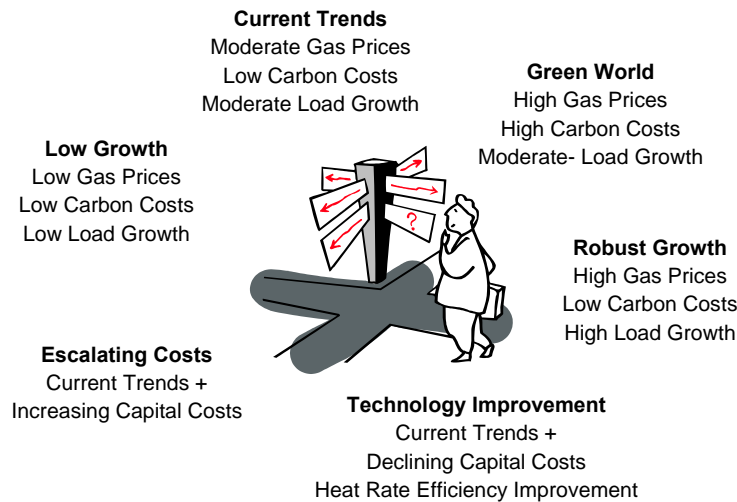 Current Trends
Moderate Gas Prices
Low Carbon Costs
Moderate Load Growth
Green World
High Gas Prices
High Carbon Costs
Moderate- Load Growth
Low Growth
Low Gas Prices
Low Carbon Costs
Low Load Growth
?
Robust Growth
High Gas Prices
Low Carbon Costs
High Load Growth
Escalating Costs
Current Trends +
Increasing Capital Costs
Technology Improvement
Current Trends +
Declining Capital Costs
Heat Rate Efficiency Improvement